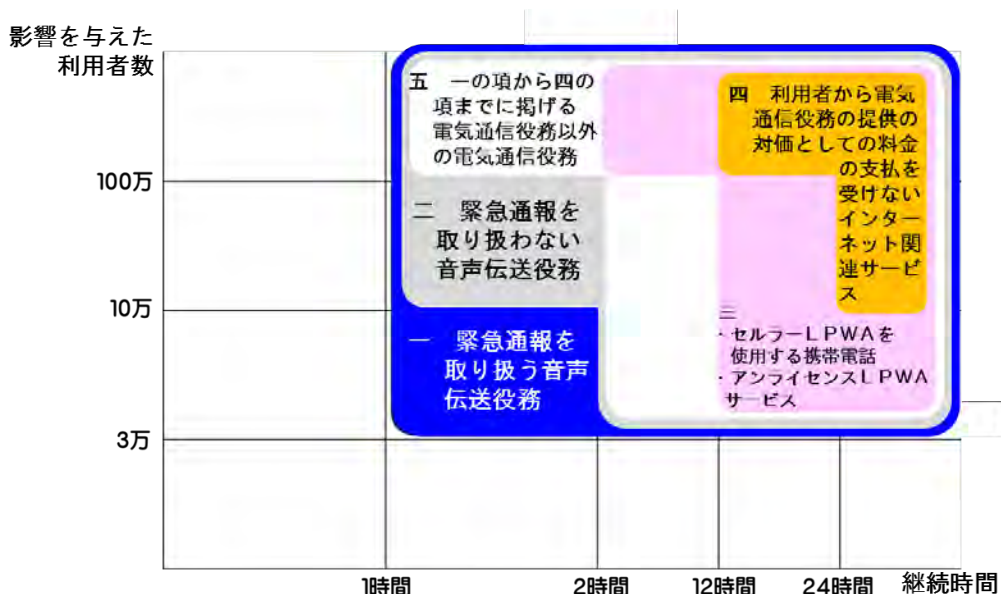 影響を与えた
利用者数
五 一の項から四の
項までに掲げる
電気通信役務以外
の電気通信役務
四 利用者から電気
通信役務の提供の
対価としての料金
の支払を
受けない
インター
ネット関
連サービ
ス
100万
二 緊急通報を
取り扱わない
音声伝送役務
10万
一 緊急通報を
取り扱う音声
伝送役務
三
・セルラーLPWAを
使用する携帯電話
・アンライセンスLPWA
サービス
3万
1時間
2時間
12時間
24時間
継続時間